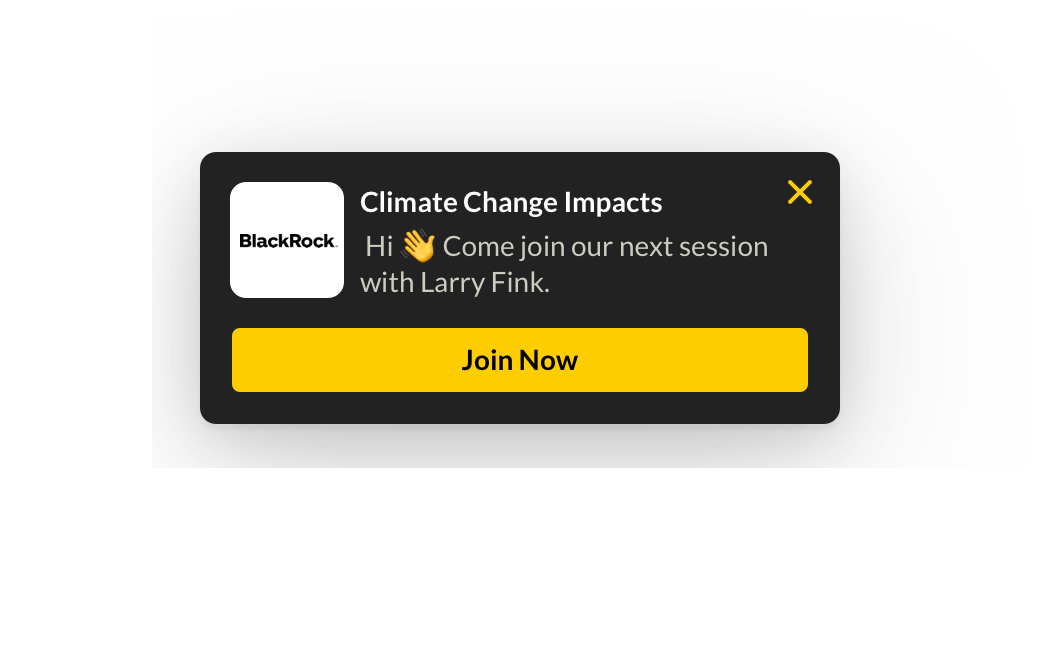 Climate Change Impacts
BlackRock.
Hi 👋 Come join our next session
with Larry Fink.
Join Now